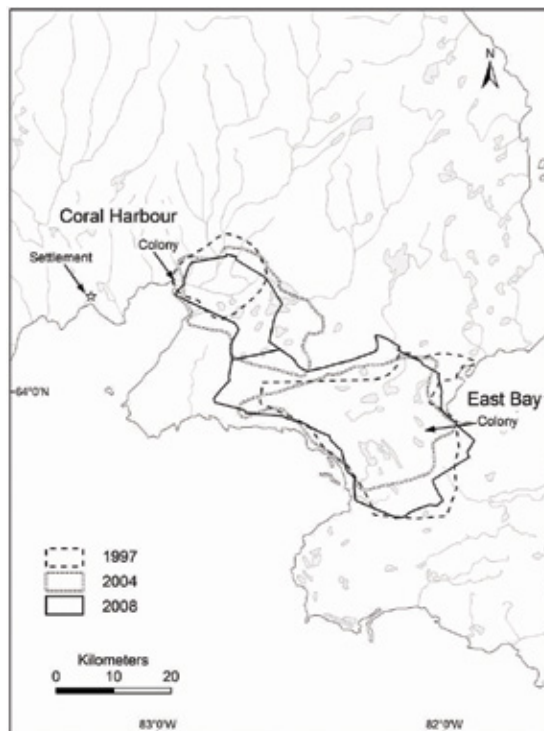 N
Coral Harbour
Colony
Settlement
64°0'N
East Bay
Colony
1997
2004
2008
Kilometers
0 10 20
83°0'W 82°0'W